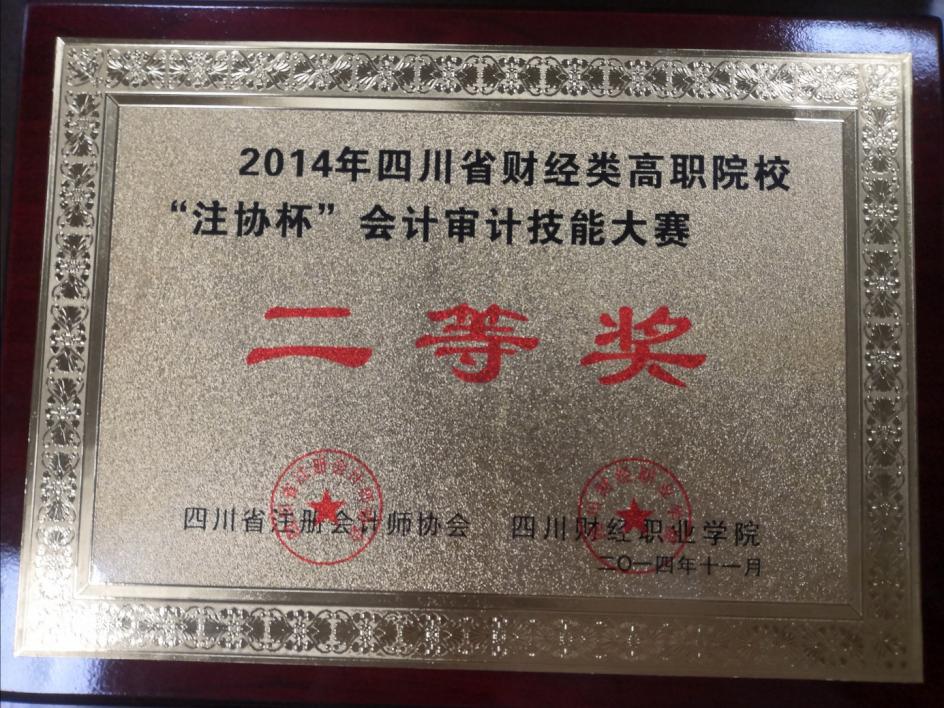 2014年四川省财经类高职院校
“注协杯”会计审计技能大赛
二等奖
四川省注册会计师协会 四川财经职业学院
二〇一四年十一月